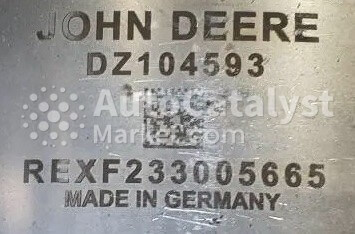 JOHN DEERE
DZ104593
AutoCatalyst
Market.com
REXF233005665
MADE IN GERMANY